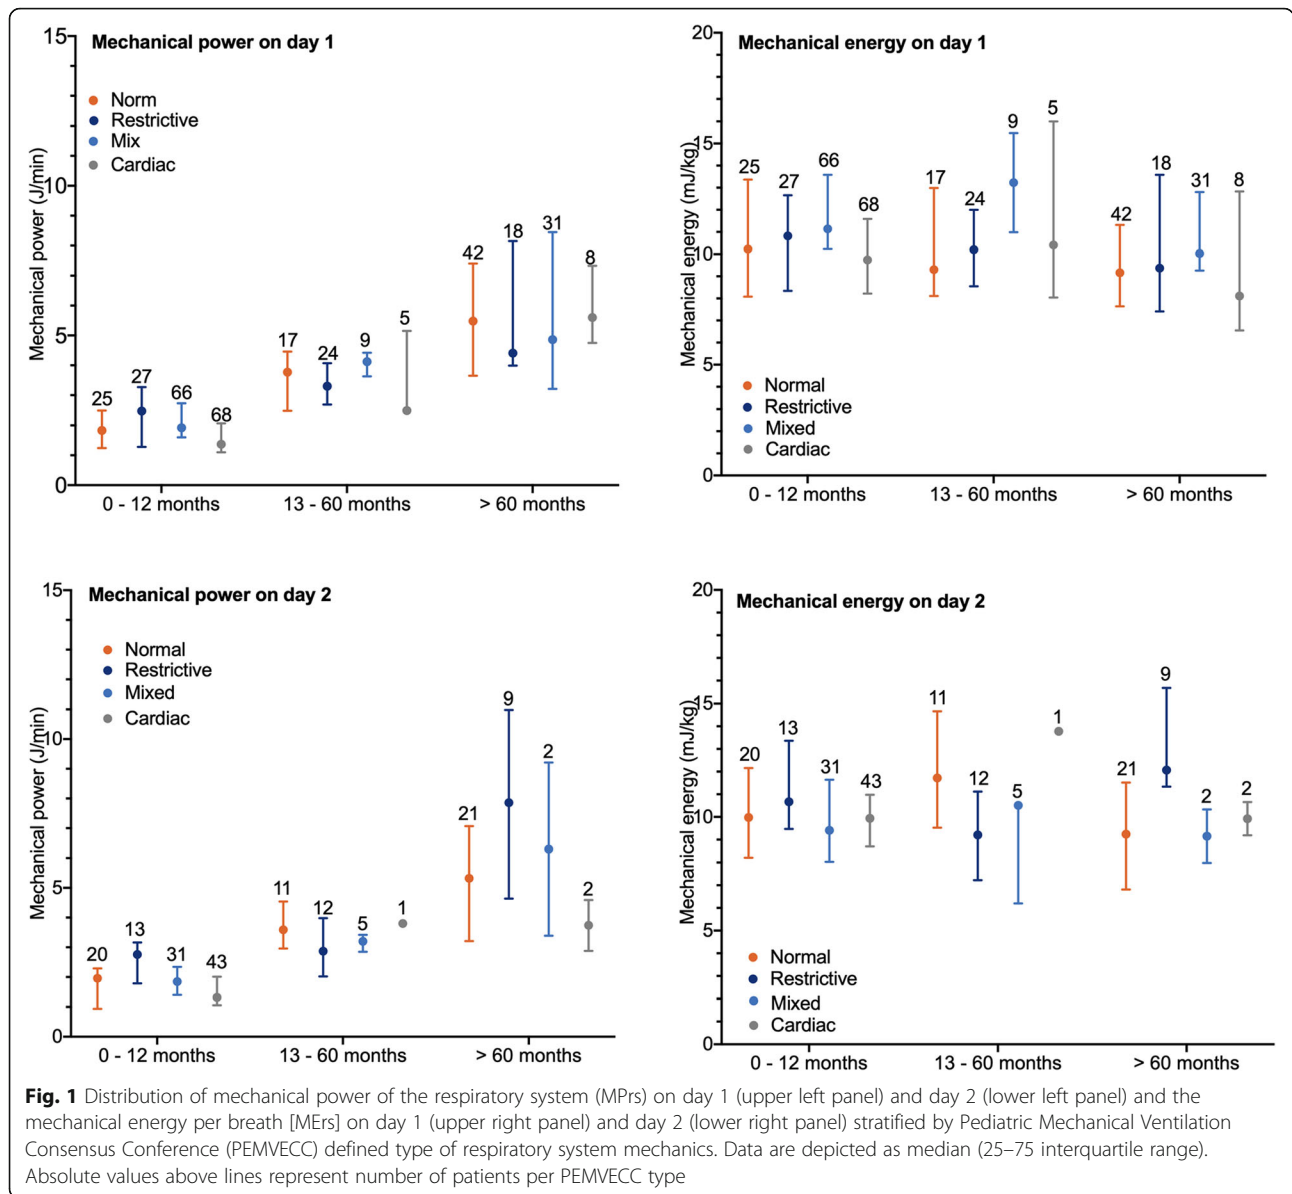 Mechanical power on day 1
Mechanical power (J/min)
15
10
5
0
Norm
Restrictive
Mix
Cardiac
25
27
66
68
17
24
9
5
42
18
31
8
0 - 12 months
13 - 60 months
> 60 months
Mechanical energy on day 1
Mechanical energy (mJ/kg)
20
15
10
5
0
25
27
66
68
17
24
9
5
42
18
31
8
Normal
Restrictive
Mixed
Cardiac
0 - 12 months
13 - 60 months
> 60 months
Mechanical power on day 2
Mechanical power (J/min)
15
10
5
0
Normal
Restrictive
Mixed
Cardiac
20
13
31
43
11
12
5
1
21
9
2
2
0 - 12 months
13 - 60 months
> 60 months
Mechanical energy on day 2
Mechanical energy (mJ/kg)
20
15
10
5
0
20
13
31
43
11
12
5
1
21
9
2
2
Normal
Restrictive
Mixed
Cardiac
0 - 12 months
13 - 60 months
> 60 months
Fig. 1 Distribution of mechanical power of the respiratory system (MPrs) on day 1 (upper left panel) and day 2 (lower left panel) and the
mechanical energy per breath [MErs] on day 1 (upper right panel) and day 2 (lower right panel) stratified by Pediatric Mechanical Ventilation
Consensus Conference (PEMVECC) defined type of respiratory system mechanics. Data are depicted as median (25–75 interquartile range).
Absolute values above lines represent number of patients per PEMVECC type